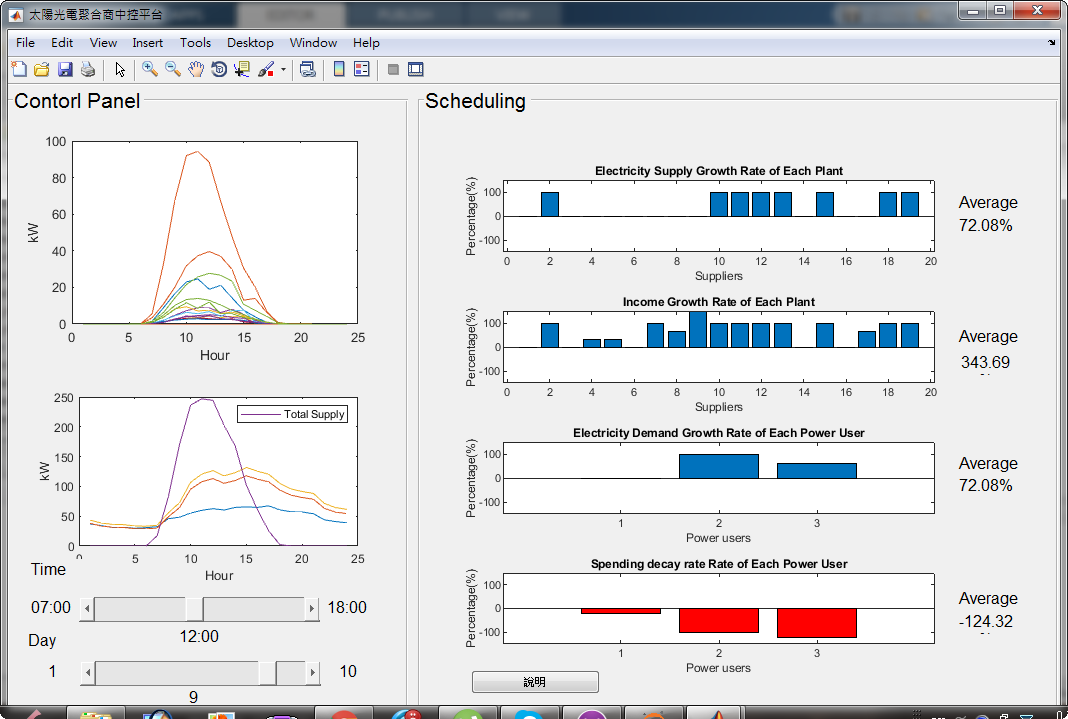 太陽光電聚合商中控平台
File Edit View Insert Tools Desktop Window Help
Contorl Panel
100
80
60
40
20
0
kW
0 5 10 15 20 25
Hour
250
200
150
100
50
0
kW
Total Supply
5 10 15 20 25
Hour
Time
07:00 18:00
12:00
Day
1 10
9
Scheduling
Electricity Supply Growth Rate of Each Plant
Percentage(%)
100
0
-100
0 2 4 6 8 10 12 14 16 18 20
Suppliers
Average
72.08%
Income Growth Rate of Each Plant
Percentage(%)
100
0
-100
0 2 4 6 8 10 12 14 16 18 20
Suppliers
Average
343.69
Electricity Demand Growth Rate of Each Power User
Percentage(%)
100
0
-100
1 2 3
Power users
Average
72.08%
Spending decay rate Rate of Each Power User
Percentage(%)
100
0
-100
1 2 3
Power users
Average
-124.32
說明